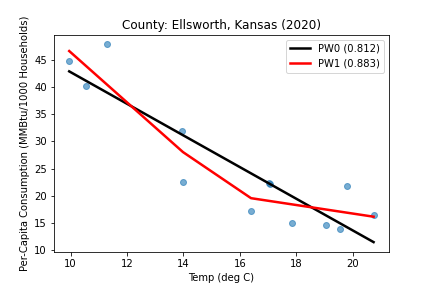 County: Ellsworth, Kansas (2020)
PW0 (0.812)
PW1 (0.883)
Per-Capita Consumption (MMBtu/1000 Households)
45
40
35
30
25
20
15
10
10 12 14 16 18 20
Temp (deg C)